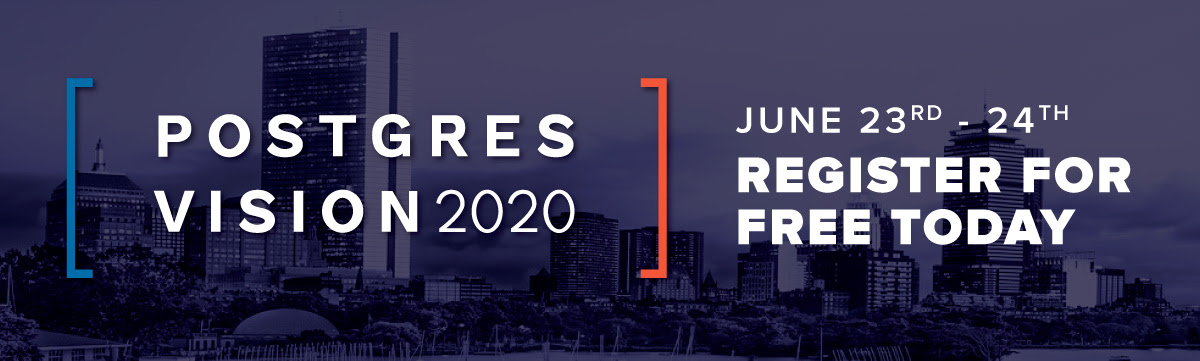 POSTGRES
VISION 2020
JUNE 23RD - 24TH
REGISTER FOR
FREE TODAY